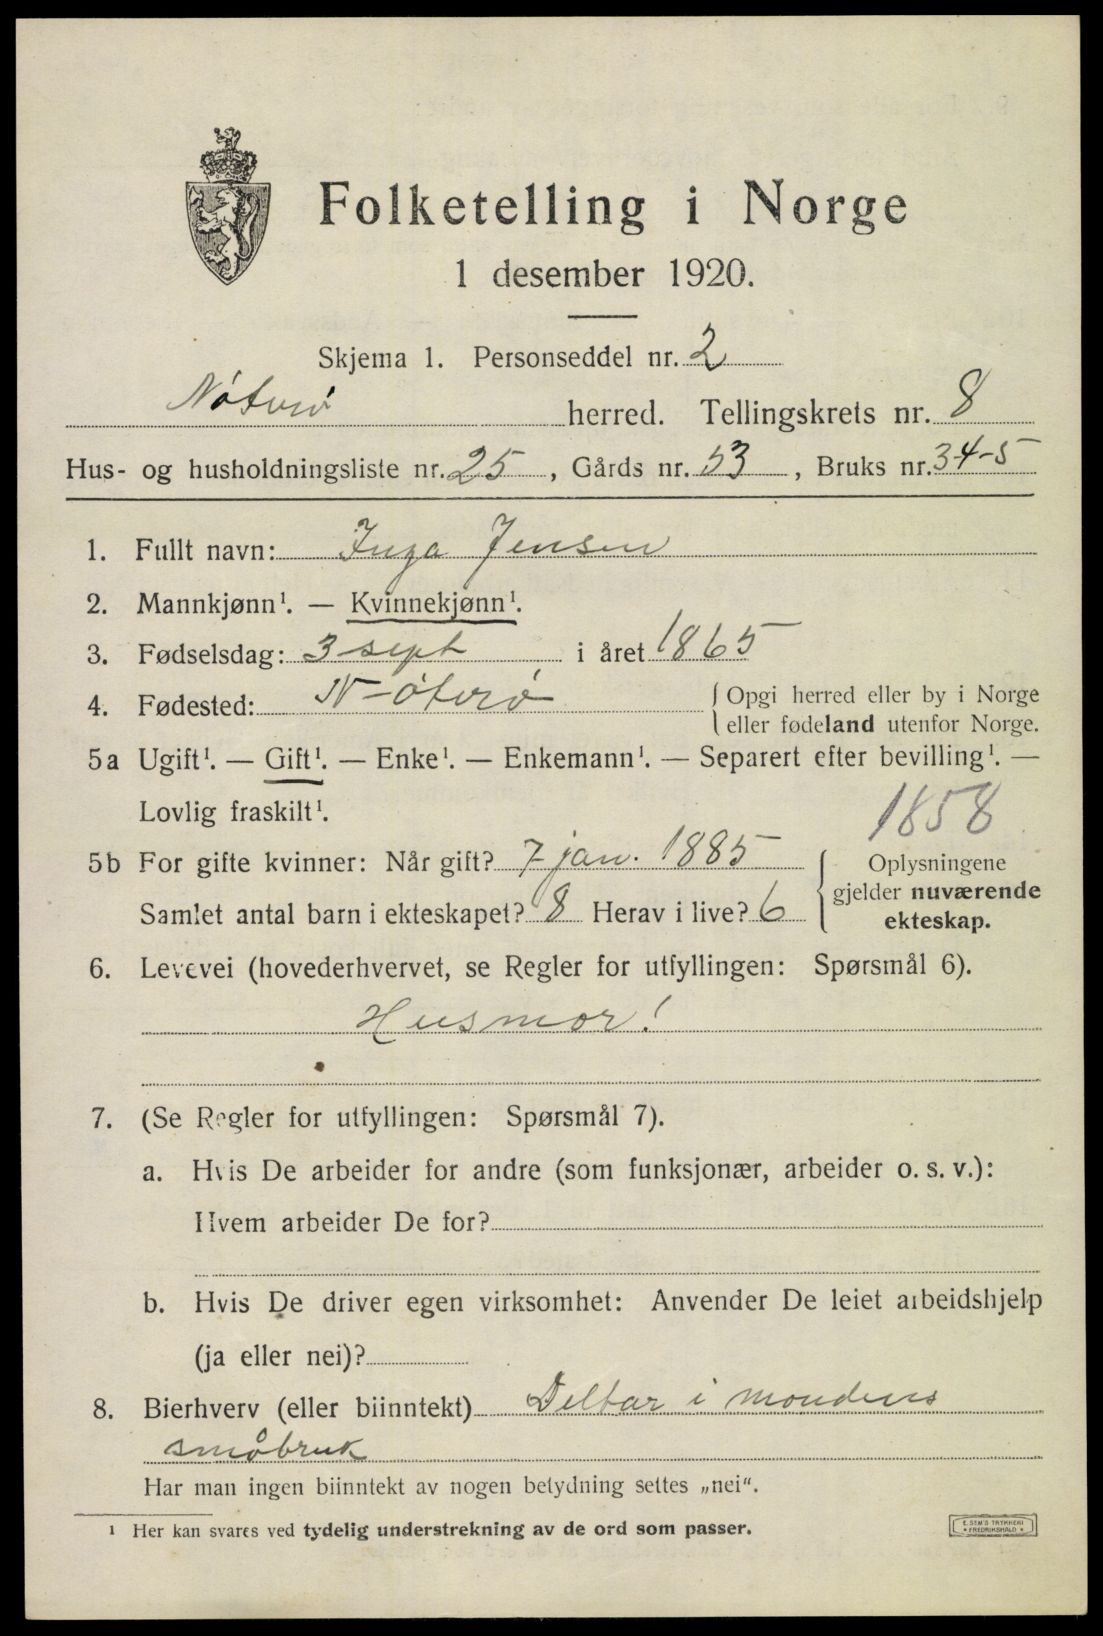 Folketelling i Norge
1 desember 1920.
Skjema 1. Personseddel nr. 2
Nøterø herred. Tellingskrets nr. 8
Hus- og husholdningsliste nr. 25, Gårds nr. 53, Bruks nr. 34-5
1. Fullt navn: Inga Jensen
2. Mannkjønn¹. — Kvinnekjønn¹.
3. Fødselsdag: 3 sept i året 1865
4. Fødested: Nøterø { Opgi herred eller by i Norge
eller fødeland utenfor Norge.
5a Ugift¹. — Gift¹. — Enke¹. — Enkemann¹. — Separert efter bevilling¹. —
Lovlig fraskilt¹.
1858
5b For gifte kvinner: Når gift? 7 jan. 1885
Samlet antal barn i ekteskapet? 8 Herav i live? 6
{ Oplysningene
gjelder nuværende
ekteskap.
6. Levevei (hovederhvervet, se Regler for utfyllingen: Spørsmål 6).
Husmor!
7. (Se Regler for utfyllingen: Spørsmål 7).
a. Hvis De arbeider for andre (som funksjonær, arbeider o. s. v.):
Hvem arbeider De for?
b. Hvis De driver egen virksomhet: Anvender De leiet arbeidshjelp
(ja eller nei)?
8. Bierhverv (eller biinntekt) Deltar i mandens
småbruk
Har man ingen biinntekt av nogen betydning settes „nei".
¹ Her kan svares ved tydelig understrekning av de ord som passer.
E. SEM'S TRYKKERI
FREDRIKSHALD